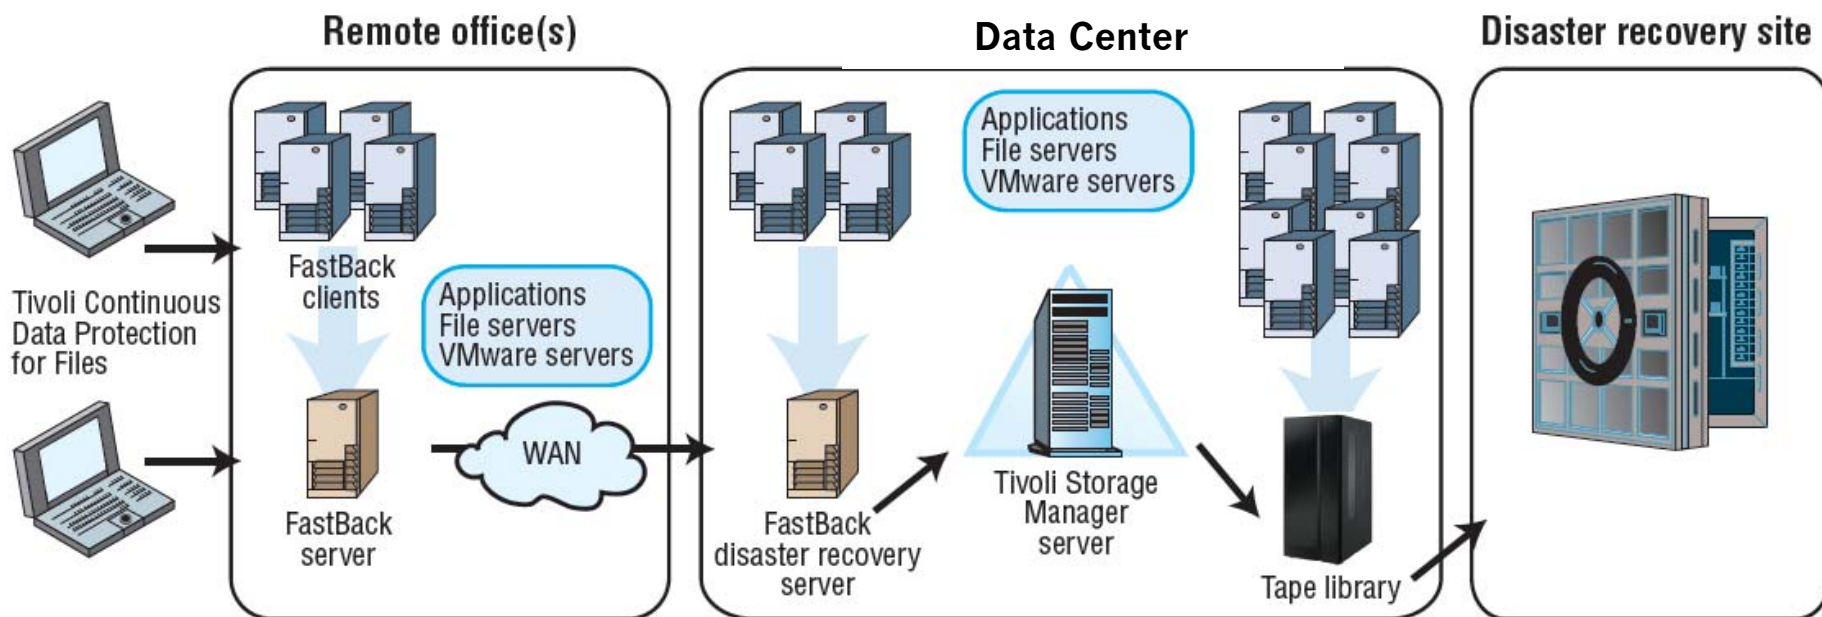 Remote office(s)
Data Center
Disaster recovery site
Tivoli Continuous
Data Protection
for Files
FastBack
clients
Applications
File servers
VMware servers
FastBack
server
WAN
Applications
File servers
VMware servers
FastBack
disaster recovery
server
Tivoli Storage
Manager
server
Tape library